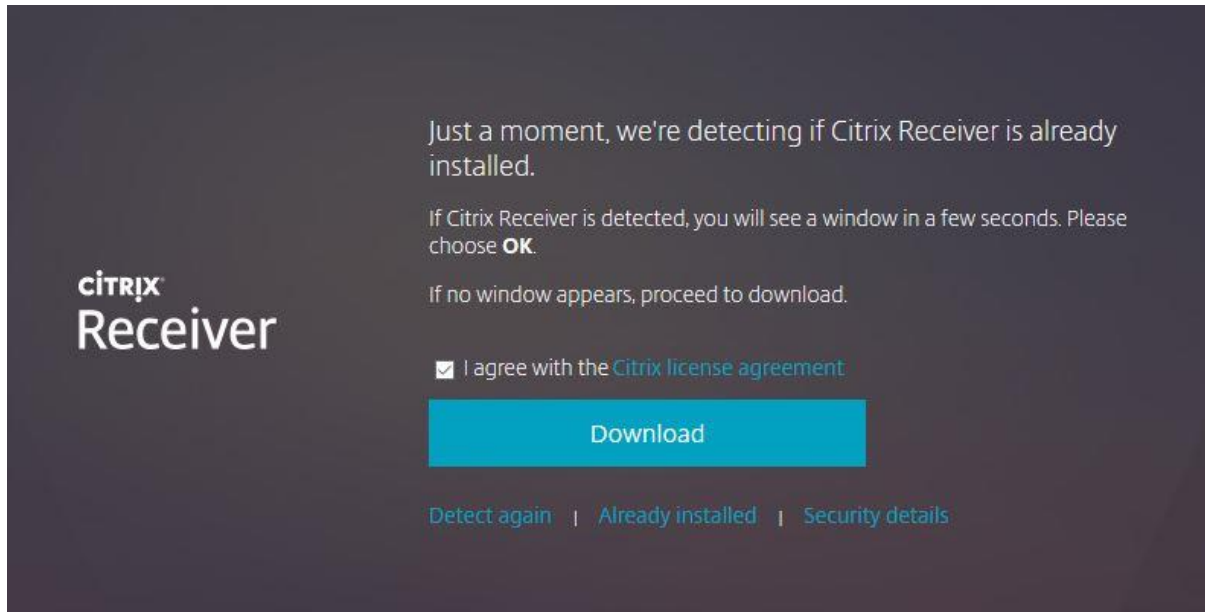 Just a moment, we're detecting if Citrix Receiver is already
installed.
If Citrix Receiver is detected, you will see a window in a few seconds. Please
choose OK.
If no window appears, proceed to download.
CİTRỊX
Receiver
I agree with the Citrix license agreement
Download
Detect again | Already installed | Security details